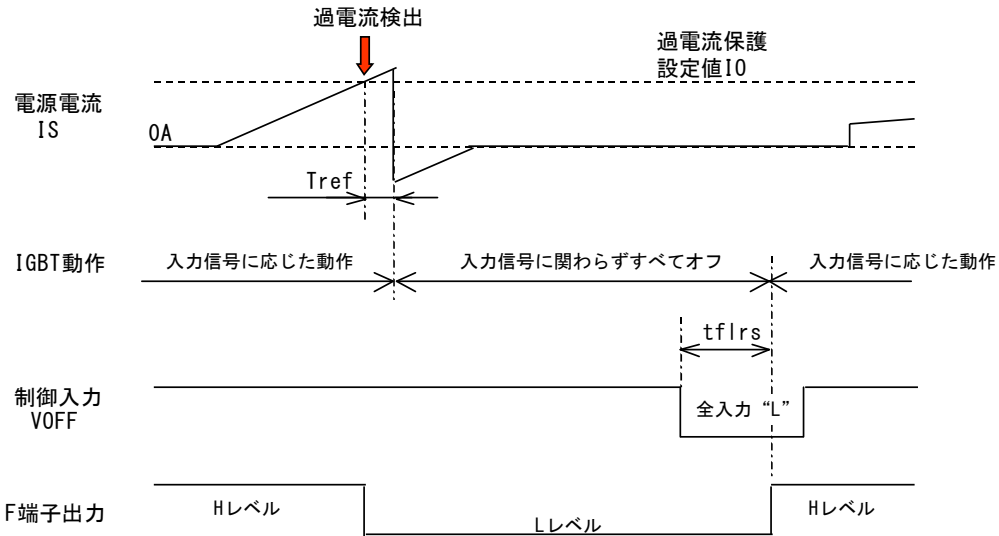 過電流検出
過電流保護
設定値IO
電源電流
IS
0A
Tref
IGBT動作
入力信号に応じた動作
入力信号に関わらずすべてオフ
入力信号に応じた動作
tflrs
制御入力
VOFF
全入力 “L”
F端子出力
Hレベル
Lレベル
Hレベル